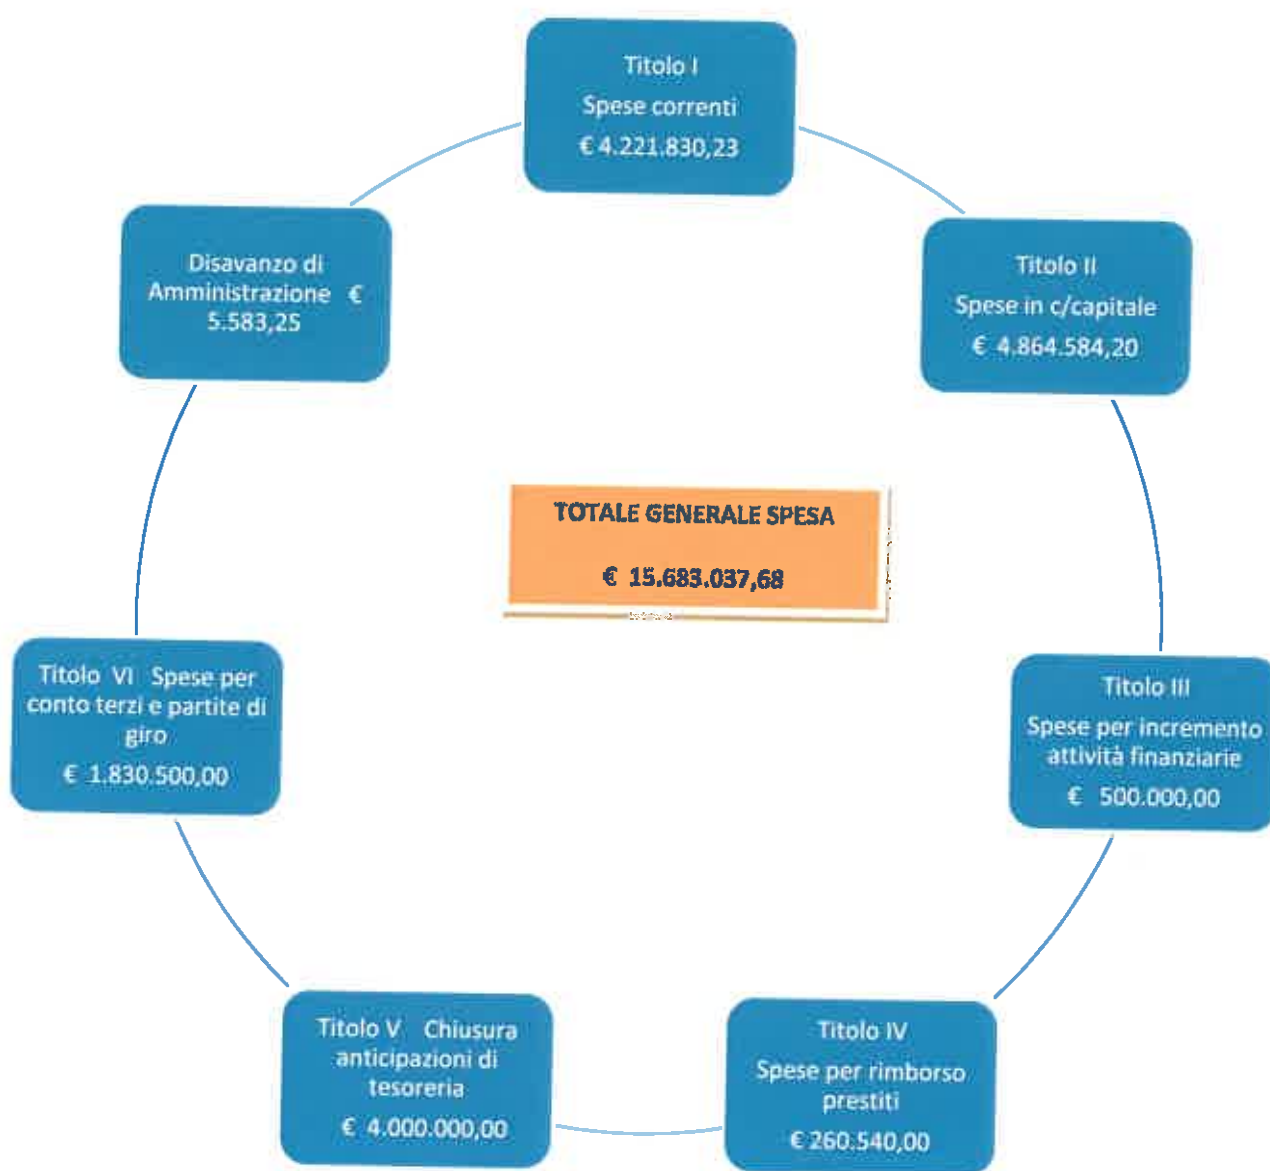 Titolo I
Spese correnti
€ 4.221.830,23
Disavanzo di
Amministrazione €
5.583,25
Titolo II
Spese in c/capitale
€ 4.864.584,20
TOTALE GENERALE SPESA
€ 15.683.037,68
Titolo VI Spese per
conto terzi e partite di
giro
€ 1.830.500,00
Titolo III
Spese per incremento
attività finanziarie
€ 500.000,00
Titolo V Chiusura
anticipazioni di
tesoreria
€ 4.000.000,00
Titolo IV
Spese per rimborso
prestiti
€ 260.540,00